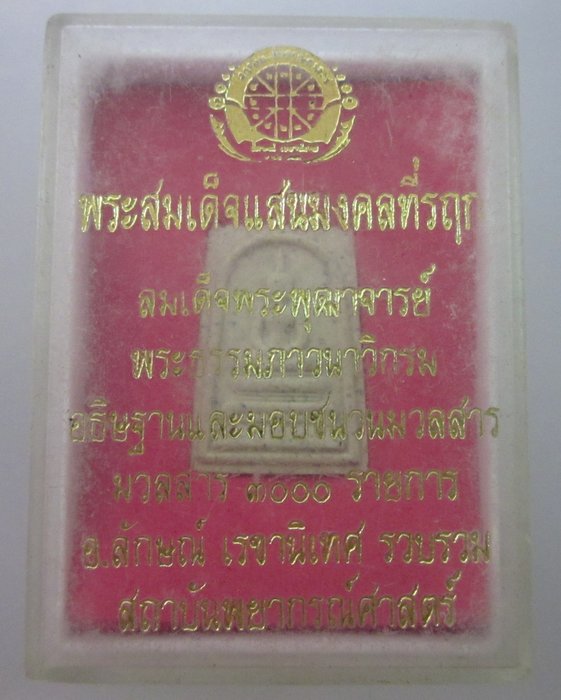 พระสมเด็จแสนมงคลที่รฤก
สมเด็จพระพุฒาจารย์
พระธรรมภาวนาวิกรม
อธิษฐานและมอบชนวนมวลสาร
มวลสาร ๓๐๐๐ รายการ
อ.ลักษณ์ เรขานิเทศ รวบรวม
สถาบันพยากรณ์ศาสตร์